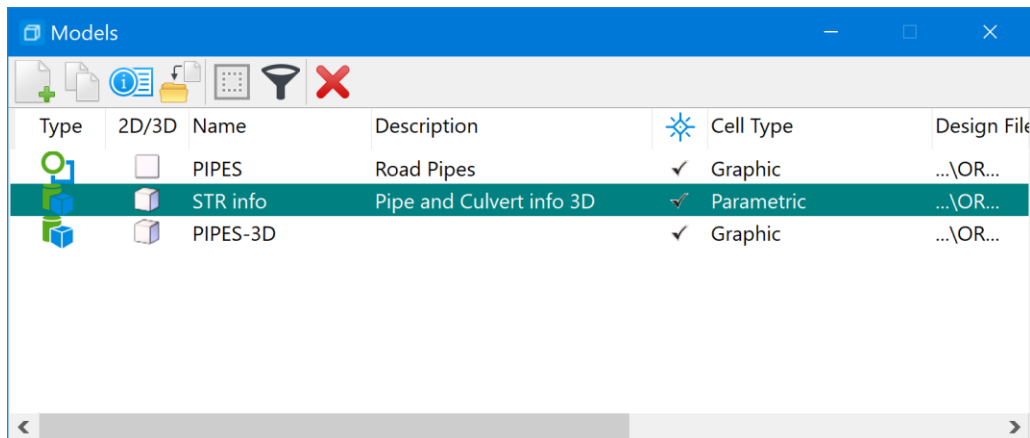 Models
Type 2D/3D Name Description Cell Type Design File
PIPES Road Pipes Graphic ...\OR...
STR info Pipe and Culvert info 3D Parametric ...\OR...
PIPES-3D Graphic ...\OR...